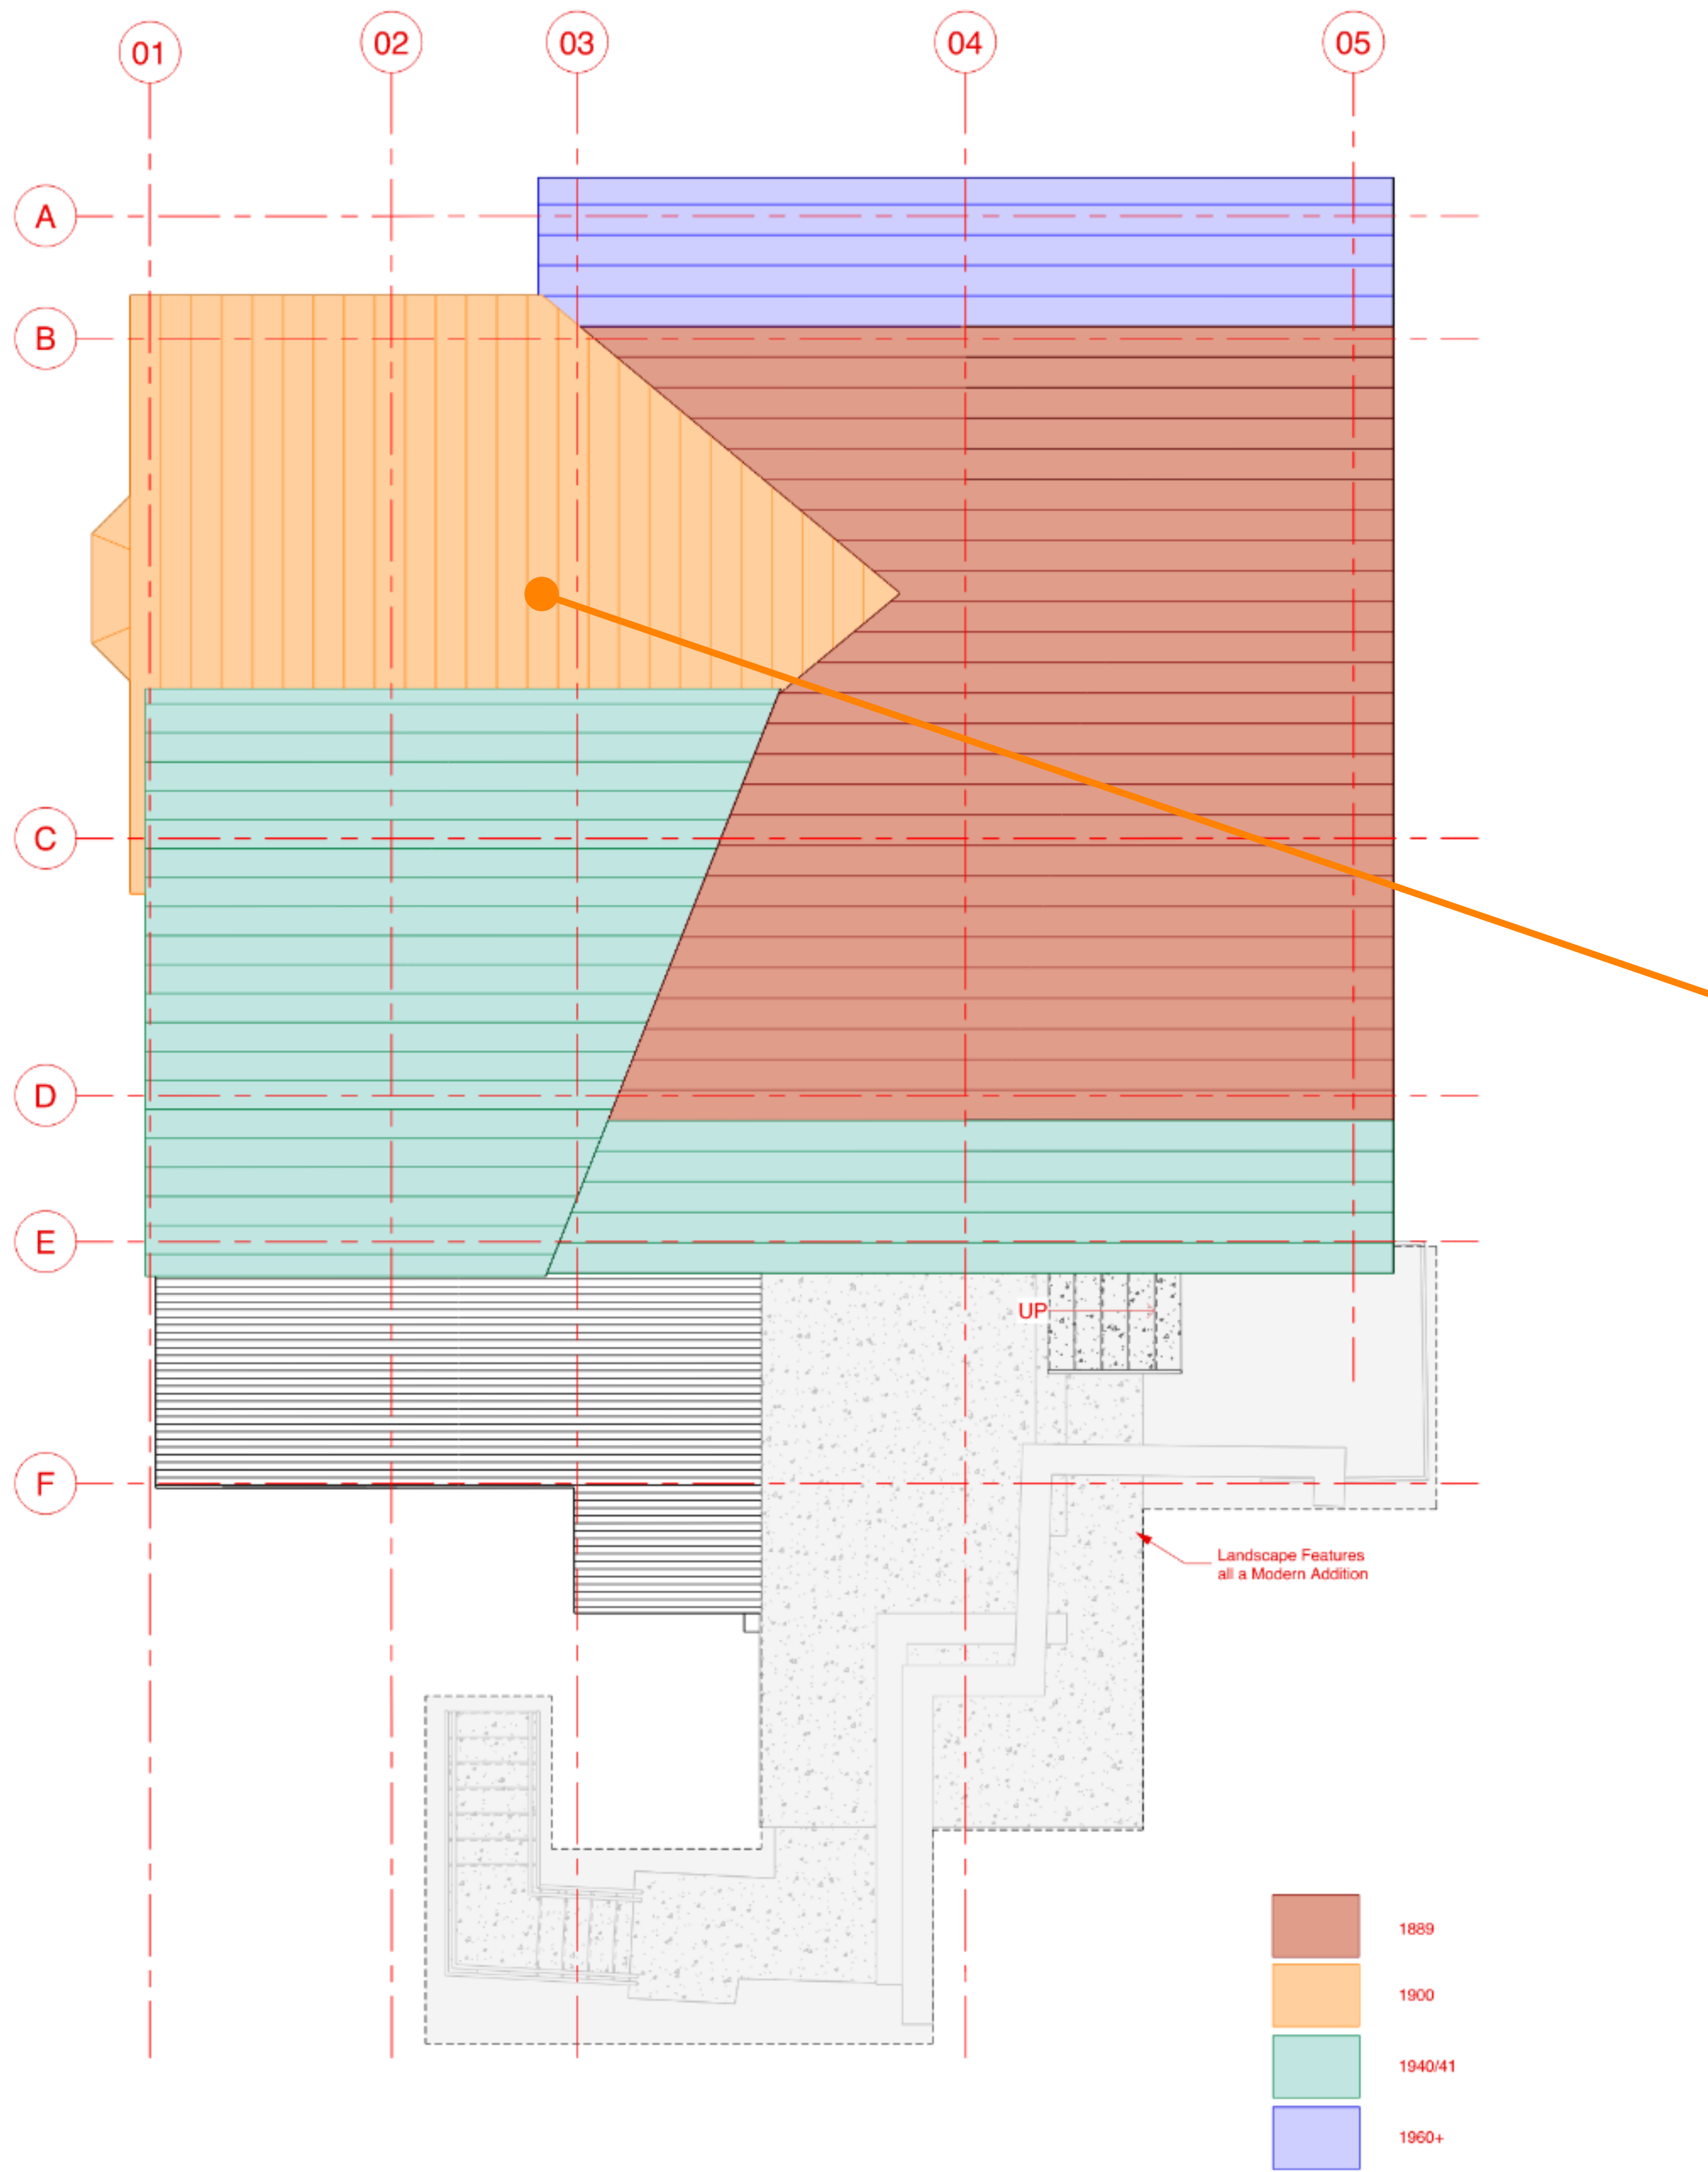 01
02
03
04
05
A
B
C
D
E
UP
F
Landscape Features
all a Modern Addition
1889
1900
1940/41
1960+